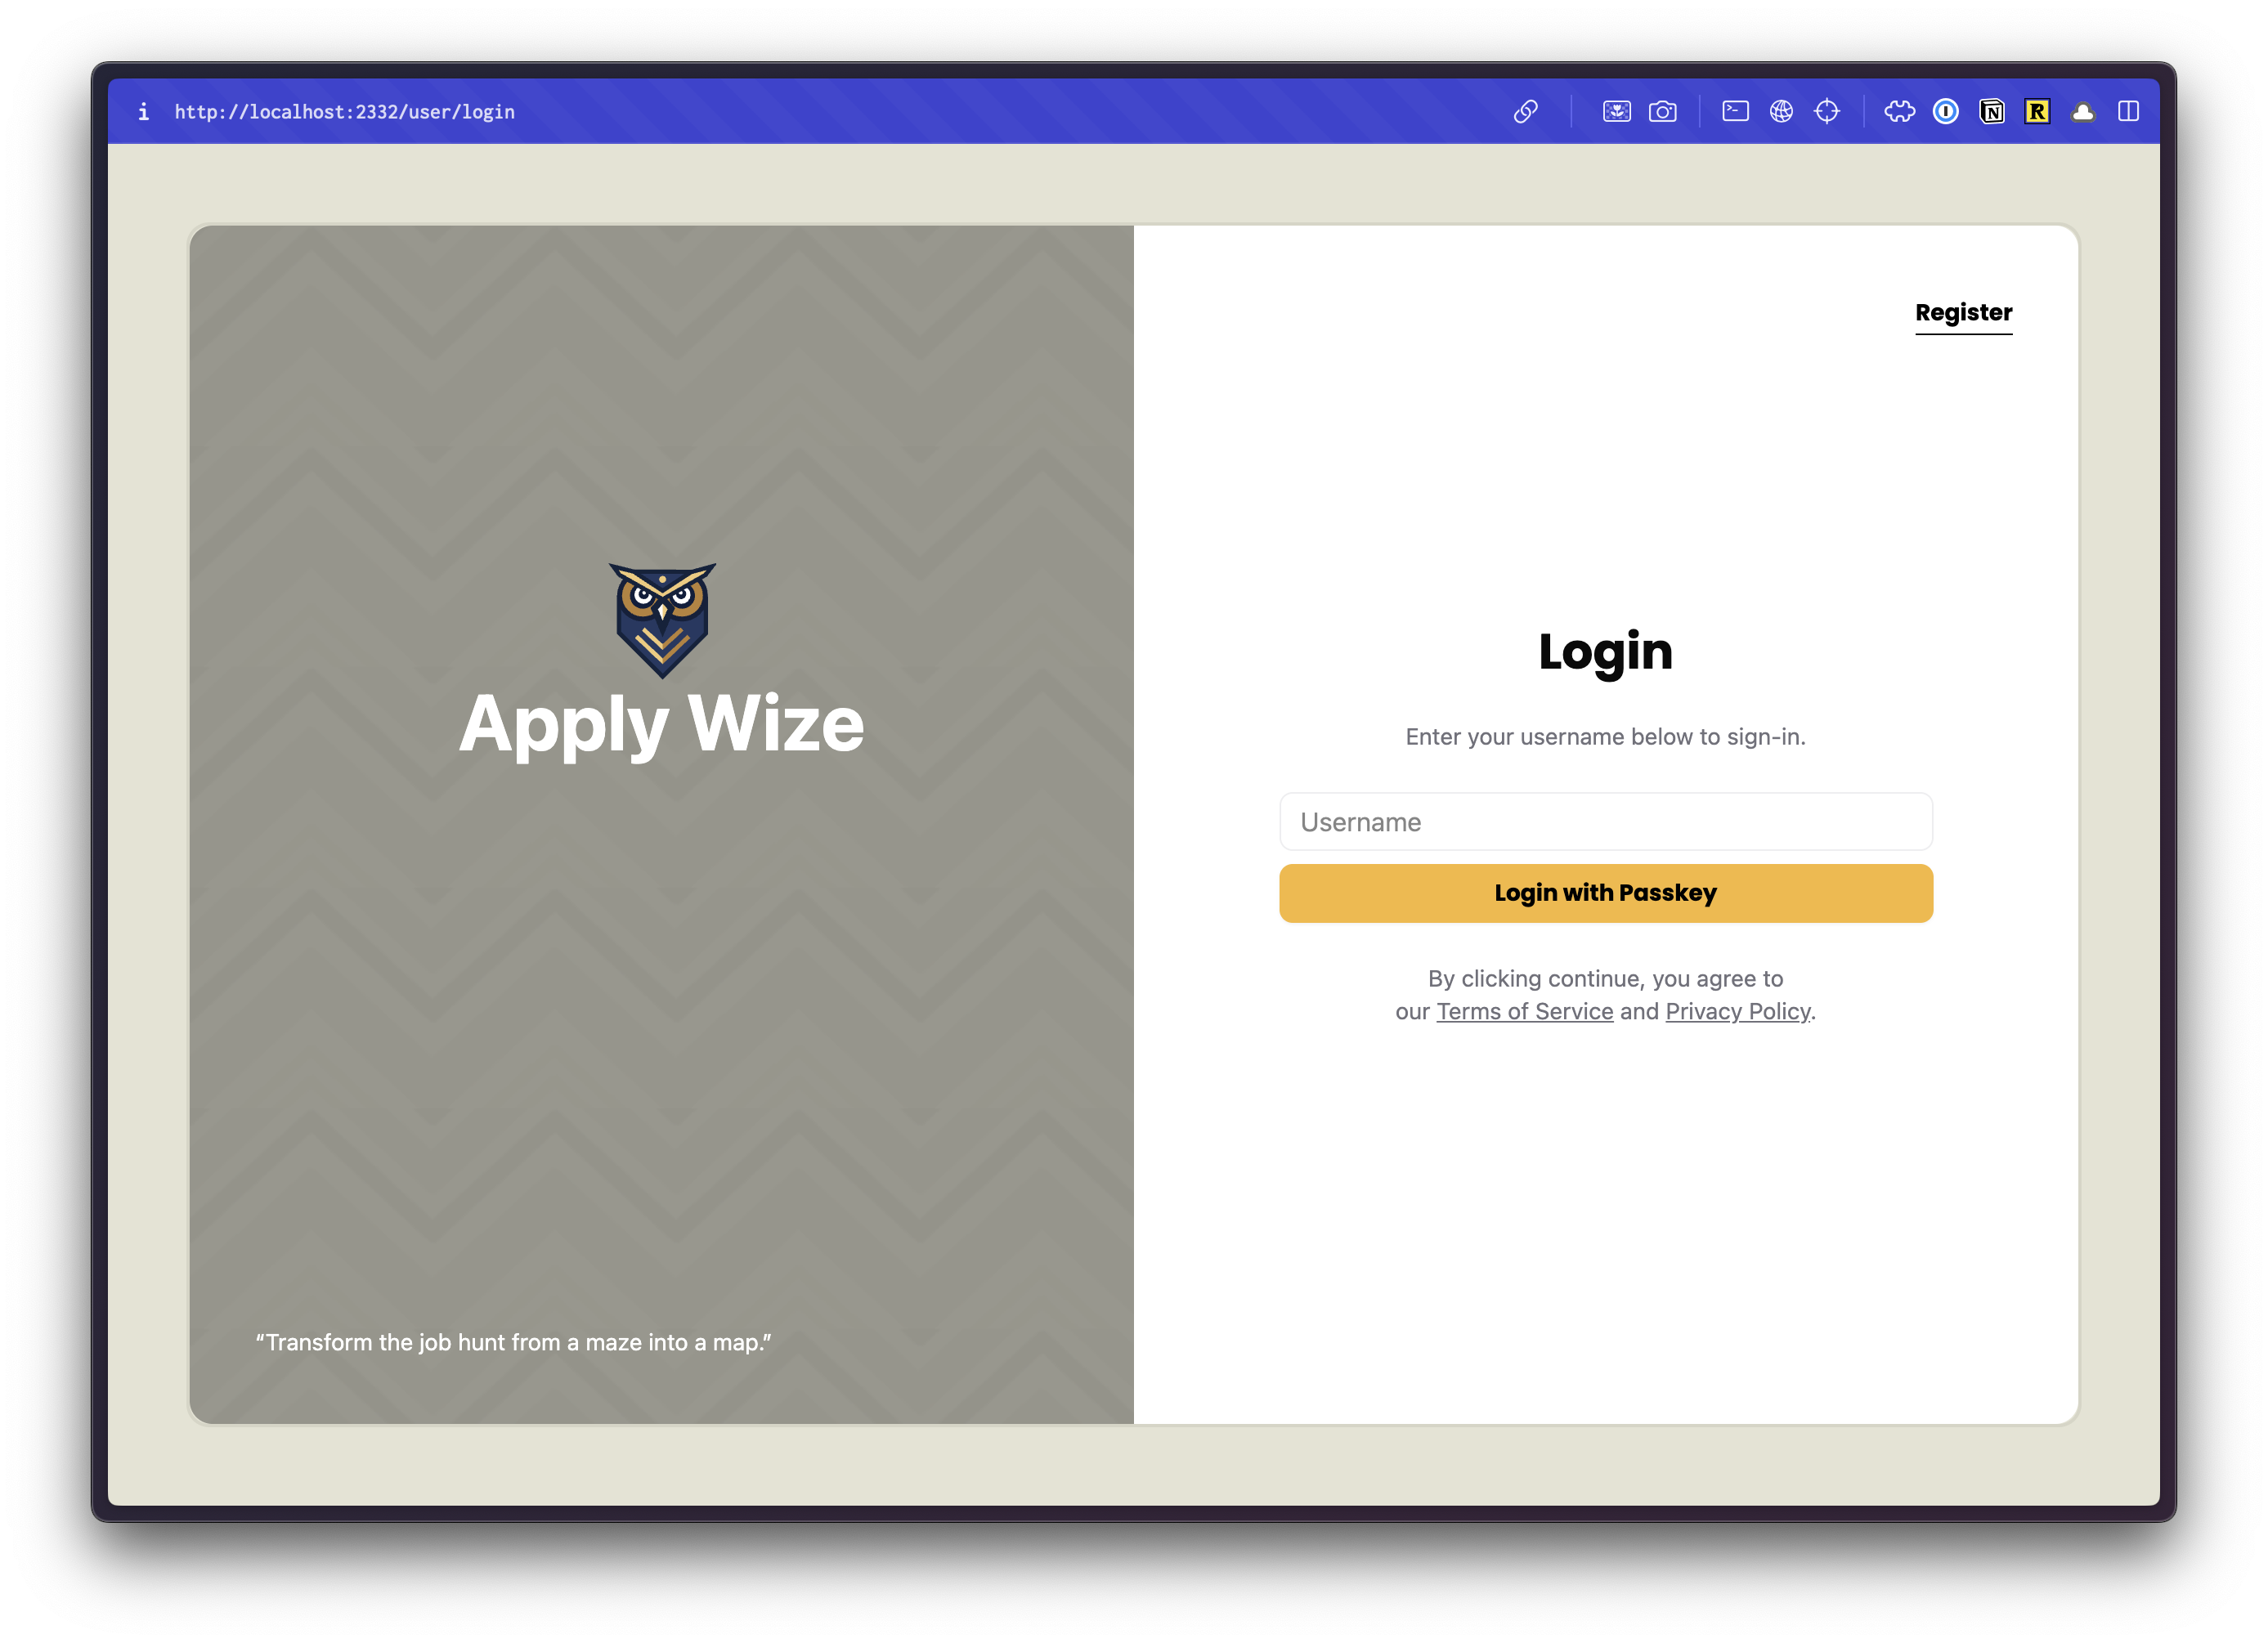 http://localhost:2332/user/login
Register
Apply Wize
Login
Enter your username below to sign-in.
Username
Login with Passkey
By clicking continue, you agree to
our Terms of Service and Privacy Policy.
“Transform the job hunt from a maze into a map.”